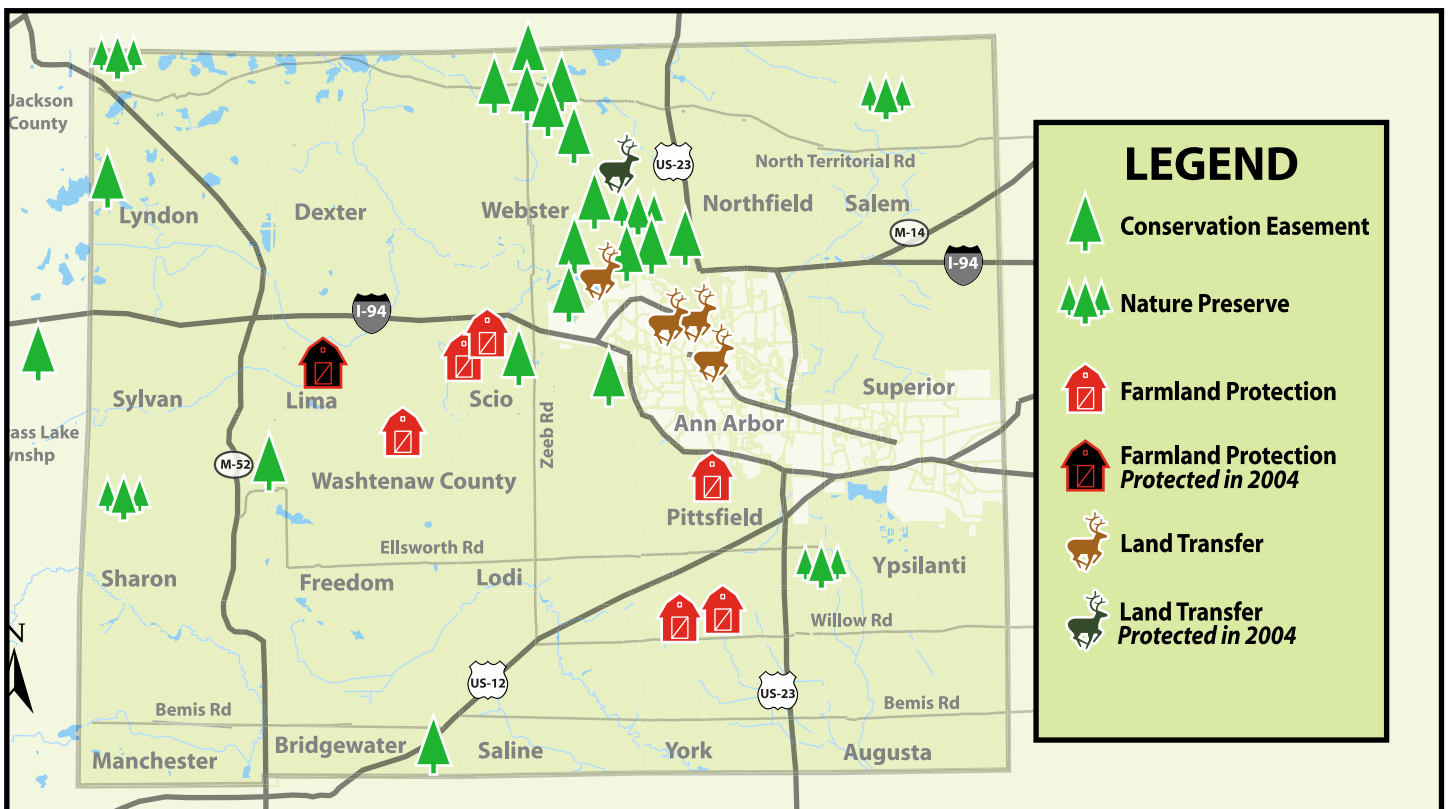 Jackson
County
US-23
North Territorial Rd
Lyndon
Dexter
Webster
Northfield
Salem
M-14
I-94
I-94
Sylvan
Lima
Scio
Zeeb Rd
Superior
Ann Arbor
ass Lake
wnshp
M-52
Washtenaw County
Pittsfield
Ellsworth Rd
Sharon
Freedom
Lodi
Ypsilanti
Willow Rd
N
US-12
US-23
Bemis Rd
Bemis Rd
Manchester
Bridgewater
Saline
York
Augusta
LEGEND
Conservation Easement
Nature Preserve
Farmland Protection
Farmland Protection
Protected in 2004
Land Transfer
Land Transfer
Protected in 2004